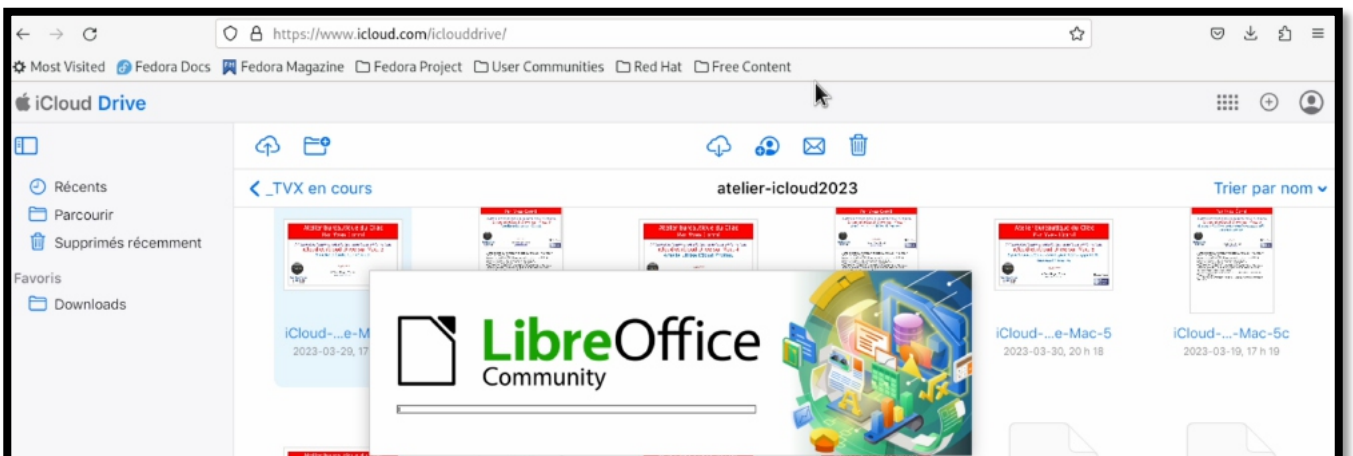 https://www.icloud.com/iclouddrive/
Most Visited Fedora Docs Fedora Magazine Fedora Project User Communities Red Hat Free Content
iCloud Drive
Récents
Parcourir
Supprimés récemment
Favoris
Downloads
_TVX en cours
atelier-icloud2023
Trier par nom
iCloud-...e-M
2023-03-29, 17
LibreOffice
Community
iCloud-...e-Mac-5
2023-03-30, 20 h 18
iCloud-...-Mac-5c
2023-03-19, 17 h 19